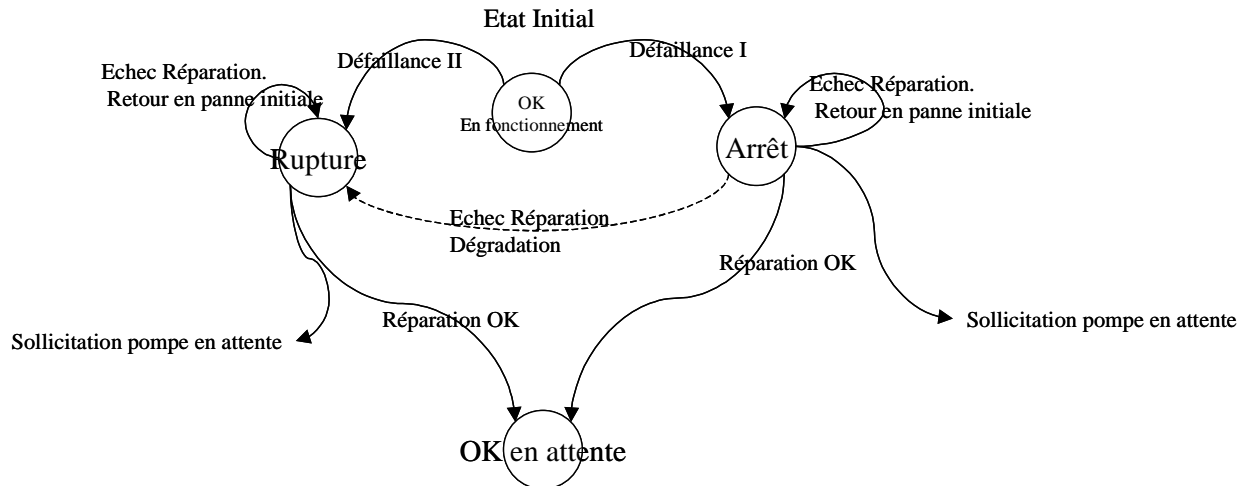 Etat Initial
Défaillance II
Défaillance I
Echec Réparation.
Retour en panne initiale
OK
En fonctionnement
Echec Réparation.
Retour en panne initiale
Rupture
Arrêt
Echec Réparation
Dégradation
Réparation OK
Réparation OK
Sollicitation pompe en attente
Sollicitation pompe en attente
OK en attente